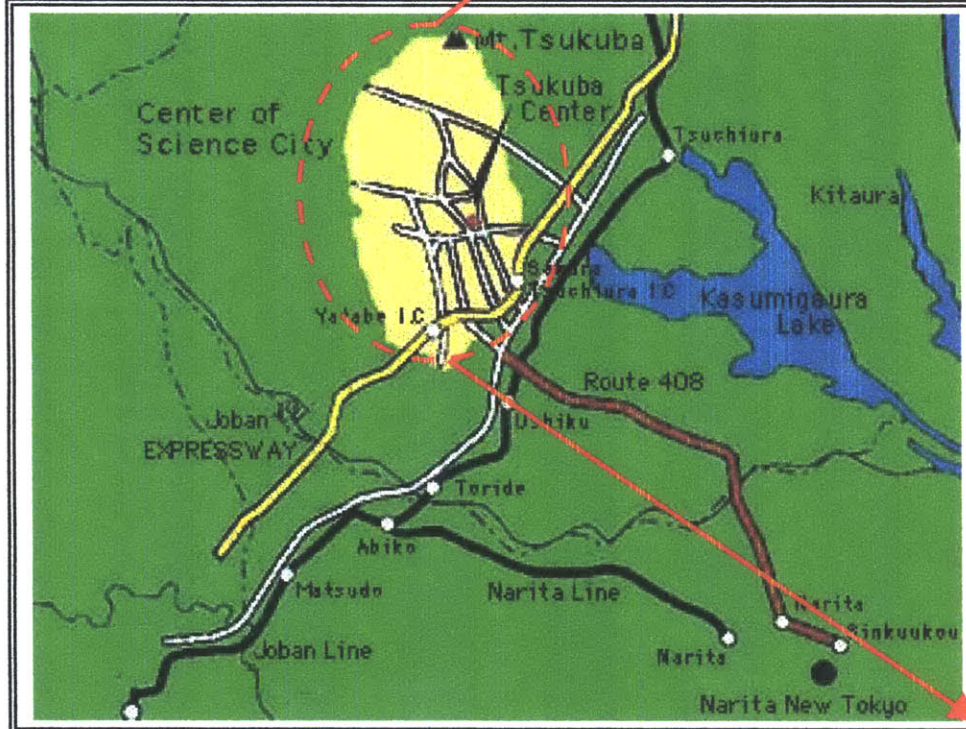 Mt. Tsukuba
Tsukuba
Center
Center of
Science City
Tsuchiura
Kitaura
Sakura
Tsuchiura I.C
Kasumigaura
Lake
Yatabe I.C
Route 408
Joban
EXPRESSWAY
Ushiku
Toride
Abiko
Matsudo
Narita Line
Narita
Sinkuukou
Joban Line
Narita
Narita New Tokyo